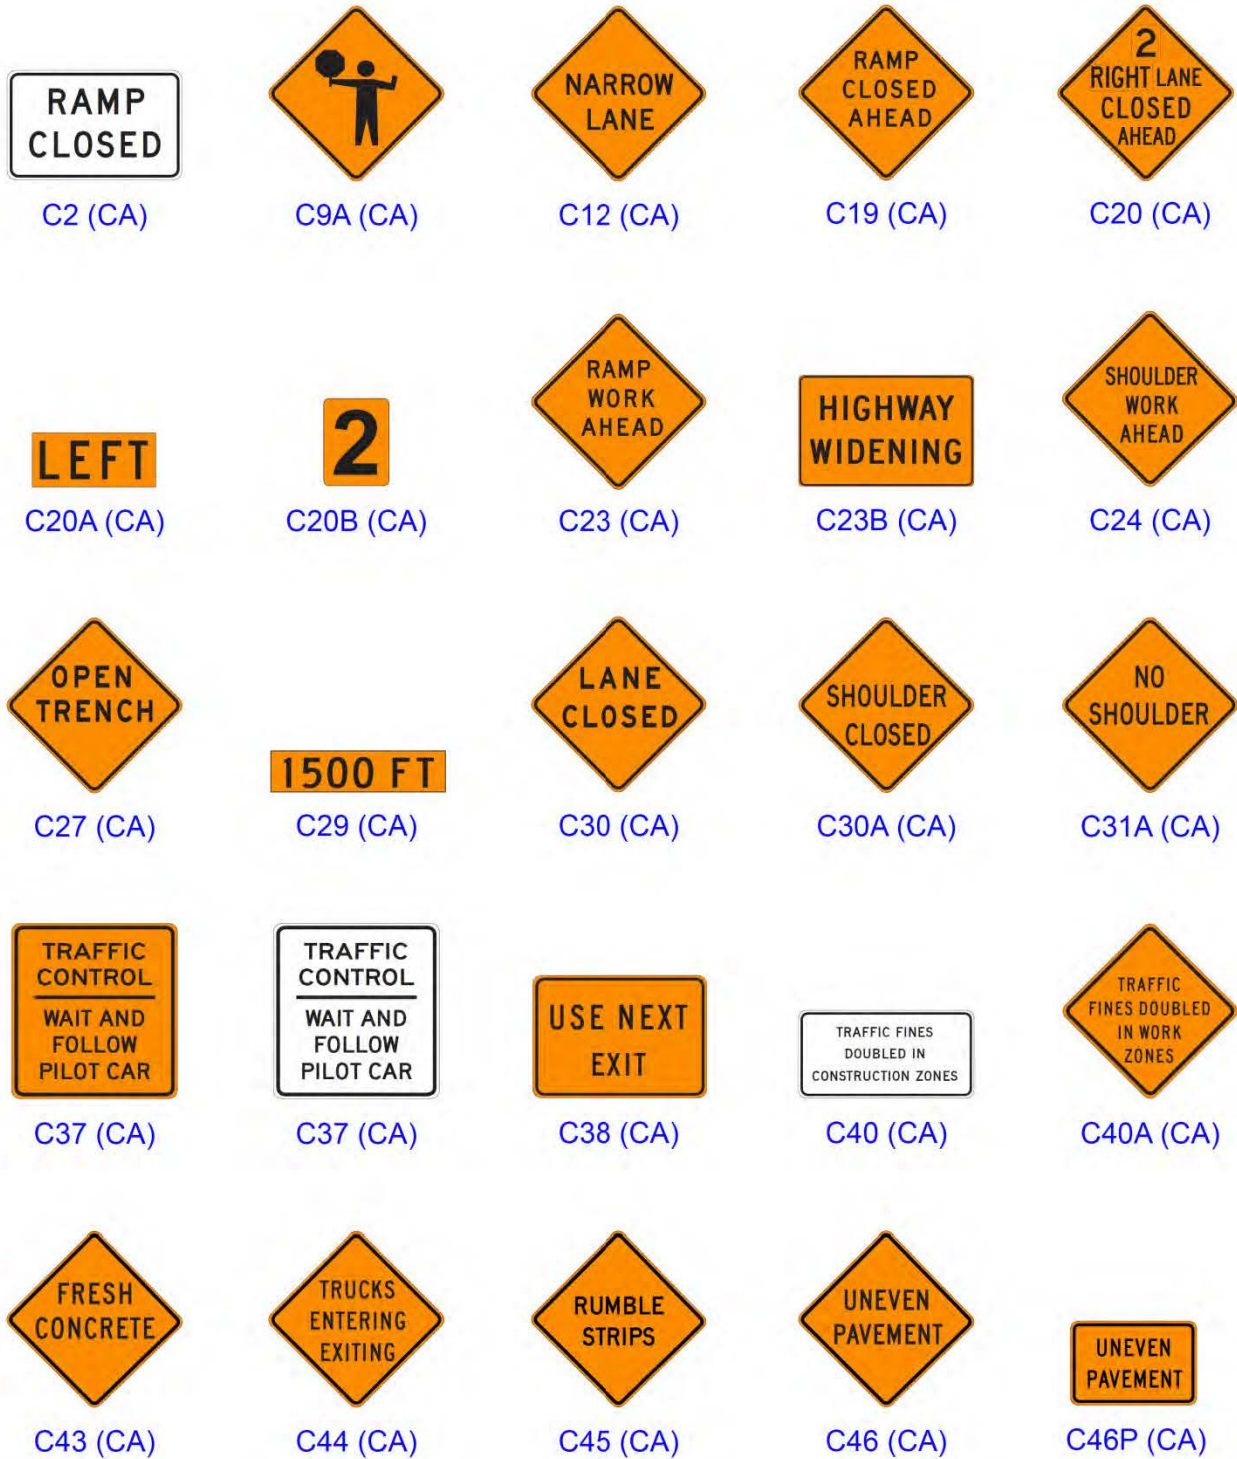 RAMP
CLOSED
C2 (CA)
C9A (CA)
NARROW
LANE
C12 (CA)
RAMP
CLOSED
AHEAD
C19 (CA)
2
RIGHT LANE
CLOSED
AHEAD
C20 (CA)
LEFT
C20A (CA)
2
C20B (CA)
RAMP
WORK
AHEAD
C23 (CA)
HIGHWAY
WIDENING
C23B (CA)
SHOULDER
WORK
AHEAD
C24 (CA)
OPEN
TRENCH
C27 (CA)
1500 FT
C29 (CA)
LANE
CLOSED
C30 (CA)
SHOULDER
CLOSED
C30A (CA)
NO
SHOULDER
C31A (CA)
TRAFFIC
CONTROL
WAIT AND
FOLLOW
PILOT CAR
C37 (CA)
TRAFFIC
CONTROL
WAIT AND
FOLLOW
PILOT CAR
C37 (CA)
USE NEXT
EXIT
C38 (CA)
TRAFFIC FINES
DOUBLED IN
CONSTRUCTION ZONES
C40 (CA)
TRAFFIC
FINES DOUBLED
IN WORK
ZONES
C40A (CA)
FRESH
CONCRETE
C43 (CA)
TRUCKS
ENTERING
EXITING
C44 (CA)
RUMBLE
STRIPS
C45 (CA)
UNEVEN
PAVEMENT
C46 (CA)
UNEVEN
PAVEMENT
C46P (CA)